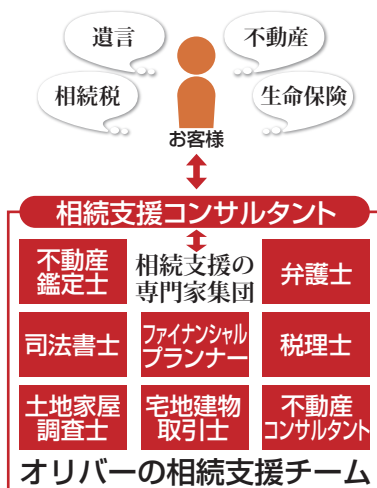 遺言
不動産
相続税
生命保険
お客様
相続支援コンサルタント
不動産
鑑定士
相続支援の
専門家集団
弁護士
司法書士
ファイナンシャル
プランナー
税理士
土地家屋
調査士
宅地建物
取引士
不動産
コンサルタント
オリバーの相続支援チーム